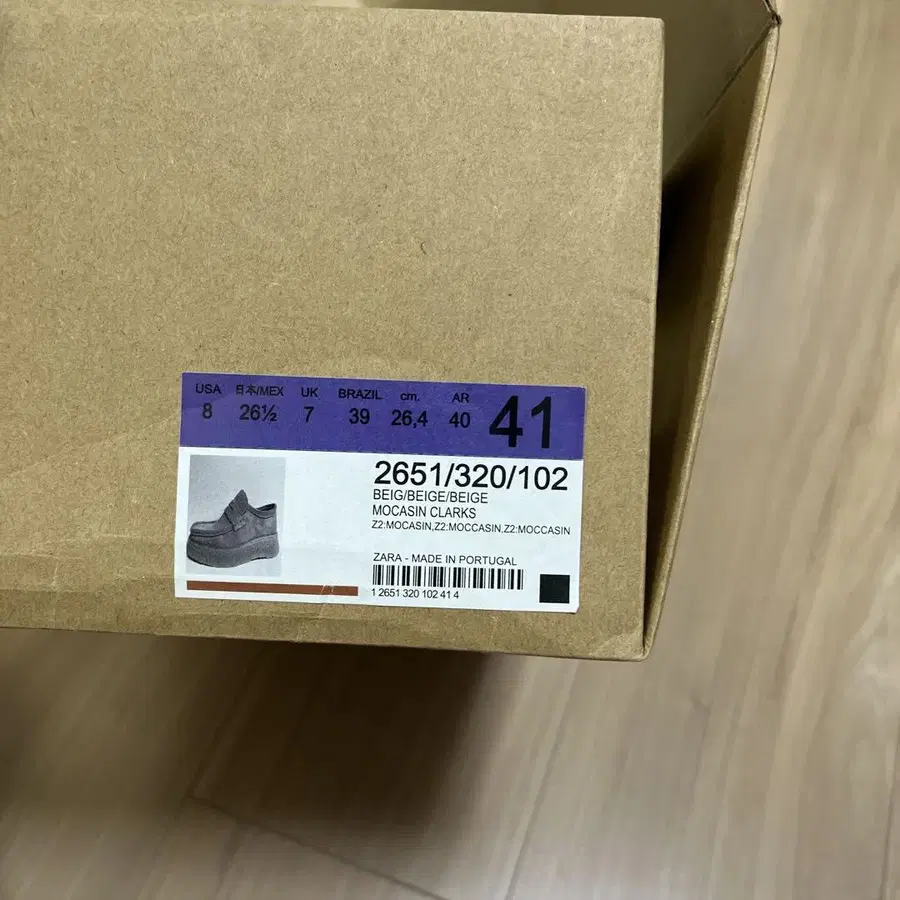 USA 日本/MEX UK BRAZIL cm. AR
8 26½ 7 39 26,4 40 41
2651/320/102
BEIG/BEIGE/BEIGE
MOCASIN CLARKS
Z2:MOCASIN,Z2:MOCCASIN,Z2:MOCCASIN
ZARA - MADE IN PORTUGAL
1 2651 320 102 41 4